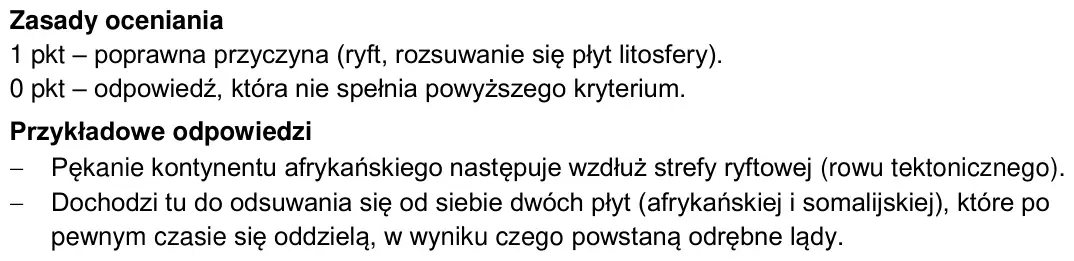 Zasady oceniania
1 pkt – poprawna przyczyna (ryft, rozsuwanie się płyt litosfery).
0 pkt – odpowiedź, która nie spełnia powyższego kryterium.
Przykładowe odpowiedzi
– Pękanie kontynentu afrykańskiego następuje wzdłuż strefy ryftowej (rowu tektonicznego).
– Dochodzi tu do odsuwania się od siebie dwóch płyt (afrykańskiej i somalijskiej), które po
pewnym czasie się oddzielą, w wyniku czego powstaną odrębne lądy.